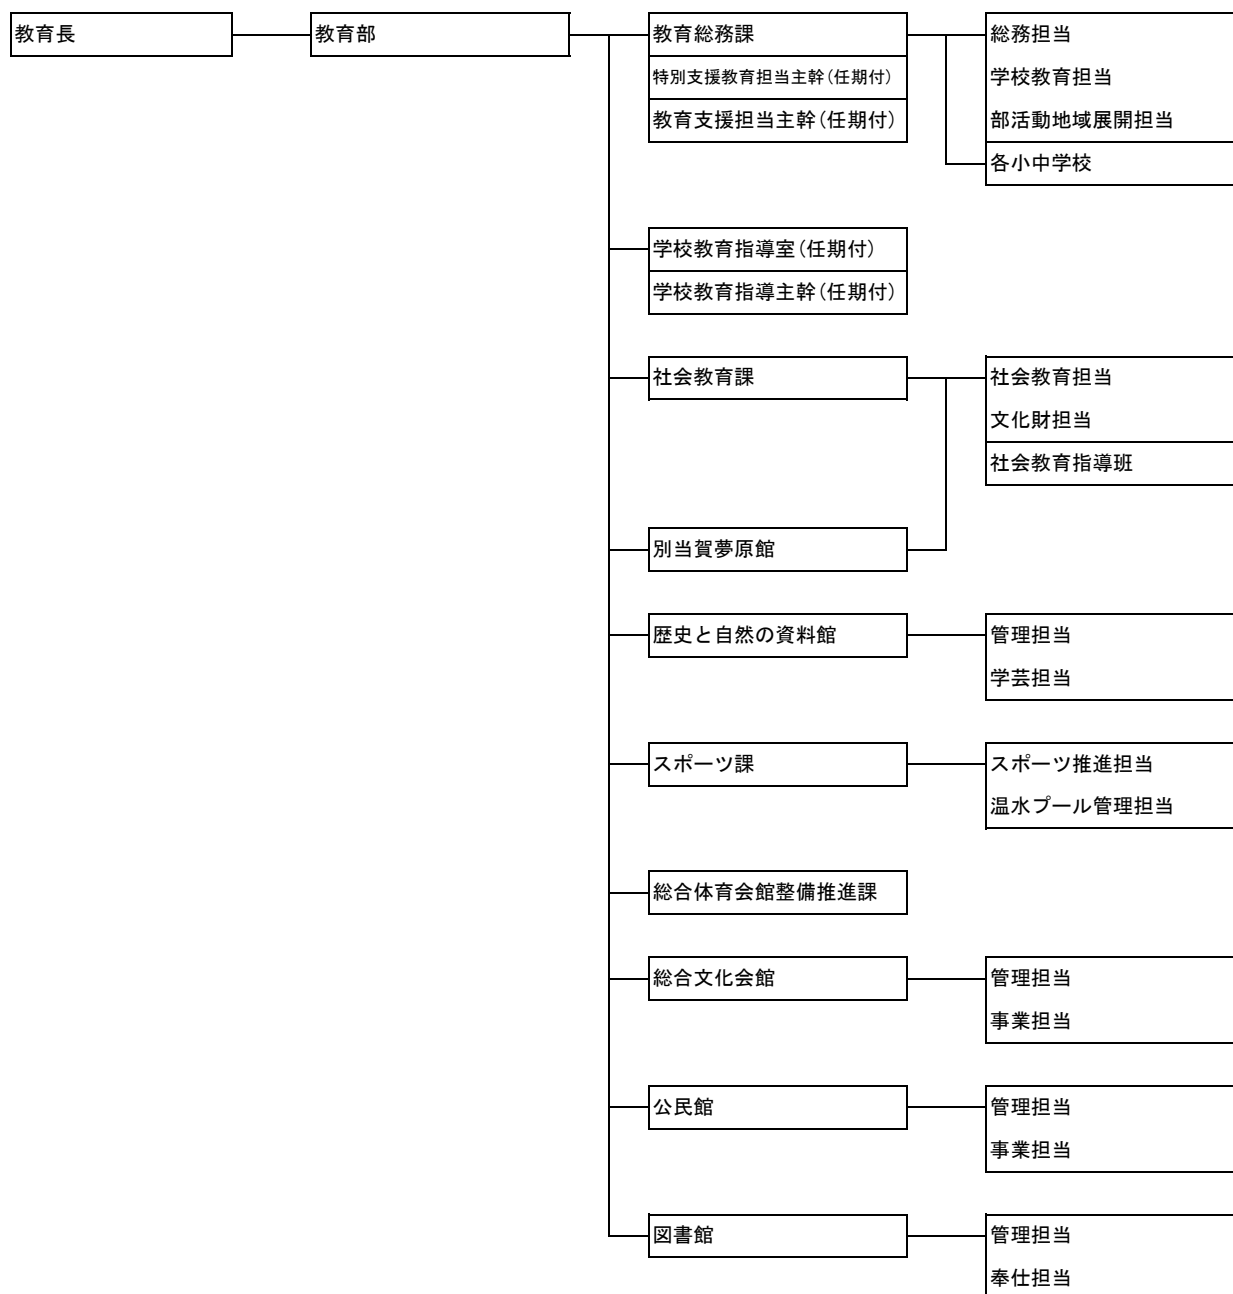 教育長
教育部
教育総務課
特別支援教育担当主幹(任期付)
教育支援担当主幹(任期付)
総務担当
学校教育担当
部活動地域展開担当
各小中学校
学校教育指導室(任期付)
学校教育指導主幹(任期付)
社会教育課
社会教育担当
文化財担当
社会教育指導班
別当賀夢原館
歴史と自然の資料館
管理担当
学芸担当
スポーツ課
スポーツ推進担当
温水プール管理担当
総合体育会館整備推進課
総合文化会館
管理担当
事業担当
公民館
管理担当
事業担当
図書館
管理担当
奉仕担当